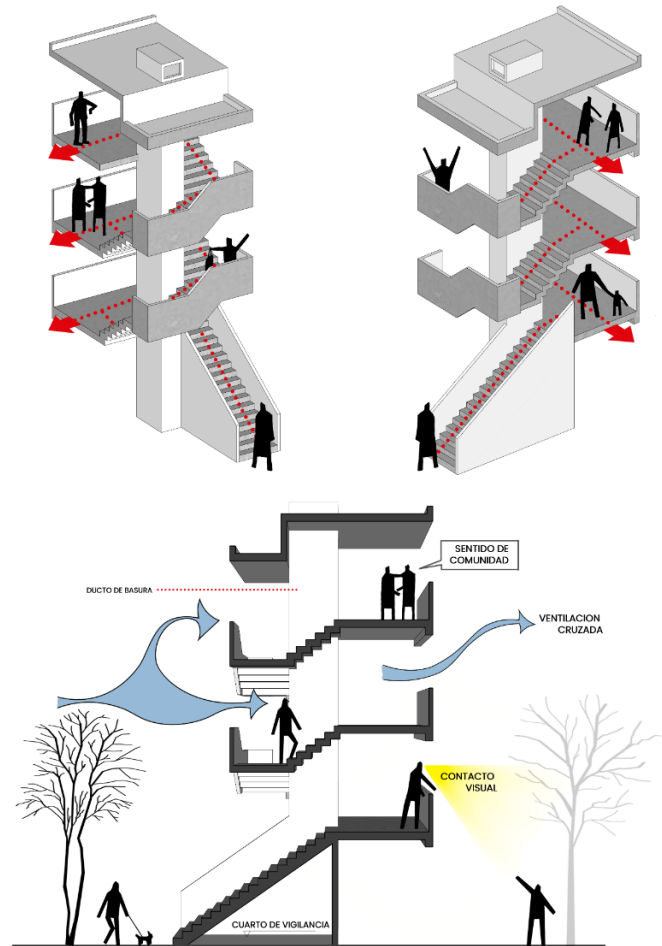 SENTIDO DE
COMUNIDAD
DUCTO DE BASURA
VENTILACION
CRUZADA
CONTACTO
VISUAL
CUARTO DE VIGILANCIA